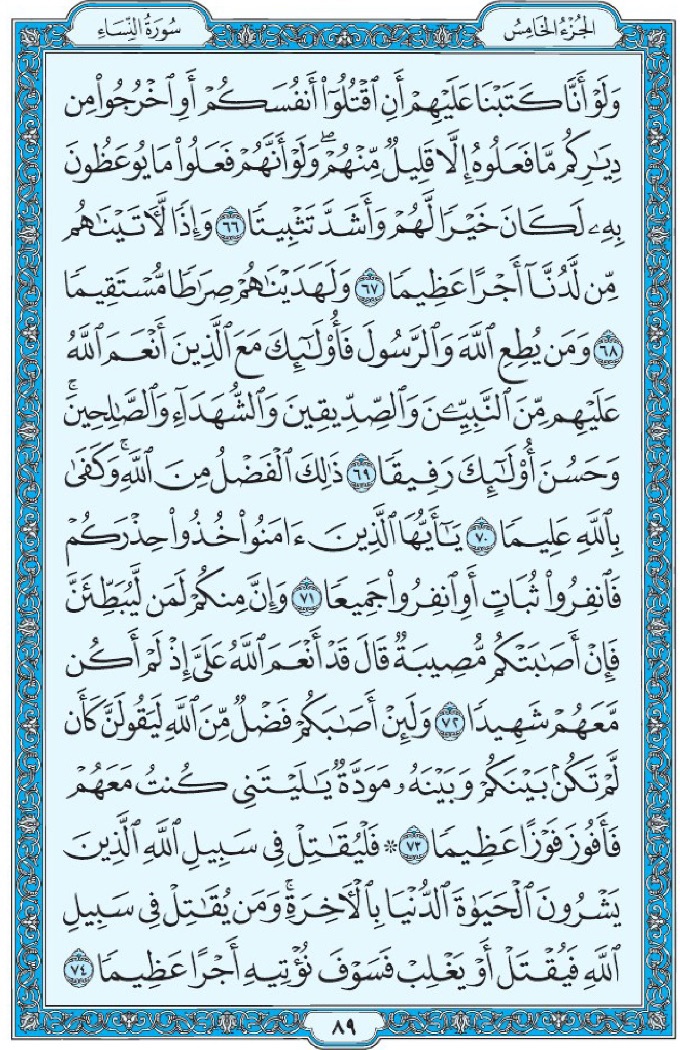 الجُزْءُ الخَامِسُ
سُورَةُ النِّسَاءِ
وَلَوْ أَنَّا كَتَبْنَا عَلَيْهِمْ أَنِ ٱقْتُلُوٓاْ أَنفُسَكُمْ أَوِ ٱخْرُجُواْ مِن
دِيَٰرِكُم مَّا فَعَلُوهُ إِلَّا قَلِيلٌ مِّنْهُمْۖ وَلَوْ أَنَّهُمْ فَعَلُواْ مَا يُوعَظُونَ
بِهِۦ لَكَانَ خَيْرًا لَّهُمْ وَأَشَدَّ تَثْبِيتًا ٦٦ وَإِذًا لَّأٓتَيْنَٰهُم
مِّن لَّدُنَّآ أَجْرًا عَظِيمًا ٦٧ وَلَهَدَيْنَٰهُمْ صِرَٰطًا مُّسْتَقِيمًا
٦٨ وَمَن يُطِعِ ٱللَّهَ وَٱلرَّسُولَ فَأُوْلَٰٓئِكَ مَعَ ٱلَّذِينَ أَنْعَمَ ٱللَّهُ
عَلَيْهِم مِّنَ ٱلنَّبِيِّـۧنَ وَٱلصِّدِّيقِينَ وَٱلشُّهَدَآءِ وَٱلصَّٰلِحِينَۚ
وَحَسُنَ أُوْلَٰٓئِكَ رَفِيقًا ٦٩ ذَٰلِكَ ٱلْفَضْلُ مِنَ ٱللَّهِۚ وَكَفَىٰ
بِٱللَّهِ عَلِيمًا ٧٠ يَٰٓأَيُّهَا ٱلَّذِينَ ءَامَنُواْ خُذُواْ حِذْرَكُمْ
فَٱنفِرُواْ ثُبَاتٍ أَوِ ٱنفِرُواْ جَمِيعًا ٧١ وَإِنَّ مِنكُمْ لَمَن لَّيُبَطِّئَنَّ
فَإِنْ أَصَٰبَتْكُم مُّصِيبَةٌ قَالَ قَدْ أَنْعَمَ ٱللَّهُ عَلَيَّ إِذْ لَمْ أَكُن
مَّعَهُمْ شَهِيدًا ٧٢ وَلَئِنْ أَصَٰبَكُمْ فَضْلٌ مِّنَ ٱللَّهِ لَيَقُولَنَّ كَأَن
لَّمْ تَكُنۢ بَيْنَكُمْ وَبَيْنَهُۥ مَوَدَّةٌ يَٰلَيْتَنِي كُنتُ مَعَهُمْ
فَأَفُوزَ فَوْزًا عَظِيمًا ٧٣ ۞ فَلْيُقَٰتِلْ فِي سَبِيلِ ٱللَّهِ ٱلَّذِينَ
يَشْرُونَ ٱلْحَيَوٰةَ ٱلدُّنْيَا بِٱلْأٓخِرَةِۚ وَمَن يُقَٰتِلْ فِي سَبِيلِ
ٱللَّهِ فَيُقْتَلْ أَوْ يَغْلِبْ فَسَوْفَ نُؤْتِيهِ أَجْرًا عَظِيمًا ٧٤
٨٩